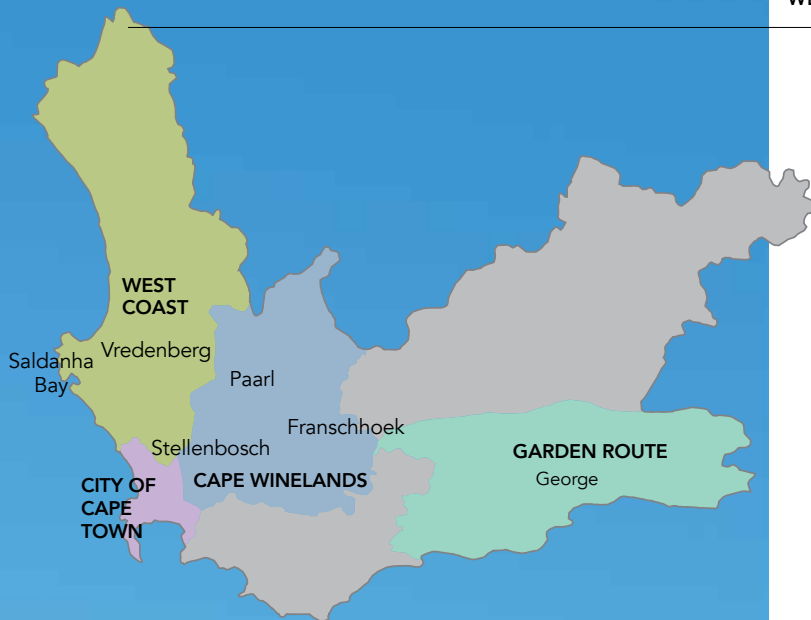 WEST
COAST
Saldanha
Bay
Vredenberg
Paarl
Franschhoek
Stellenbosch
CAPE WINELANDS
CITY OF
CAPE
TOWN
GARDEN ROUTE
George